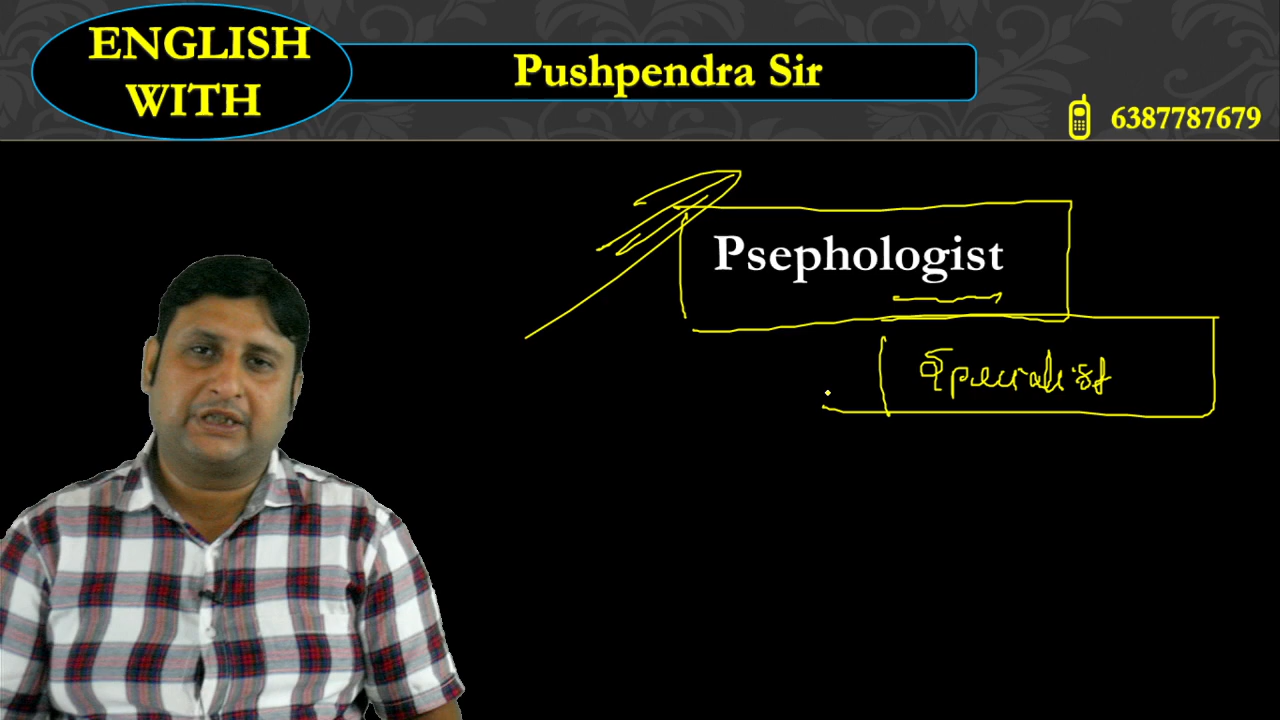 ENGLISH
WITH
Pushpendra Sir
6387787679
Psephologist
Specialist